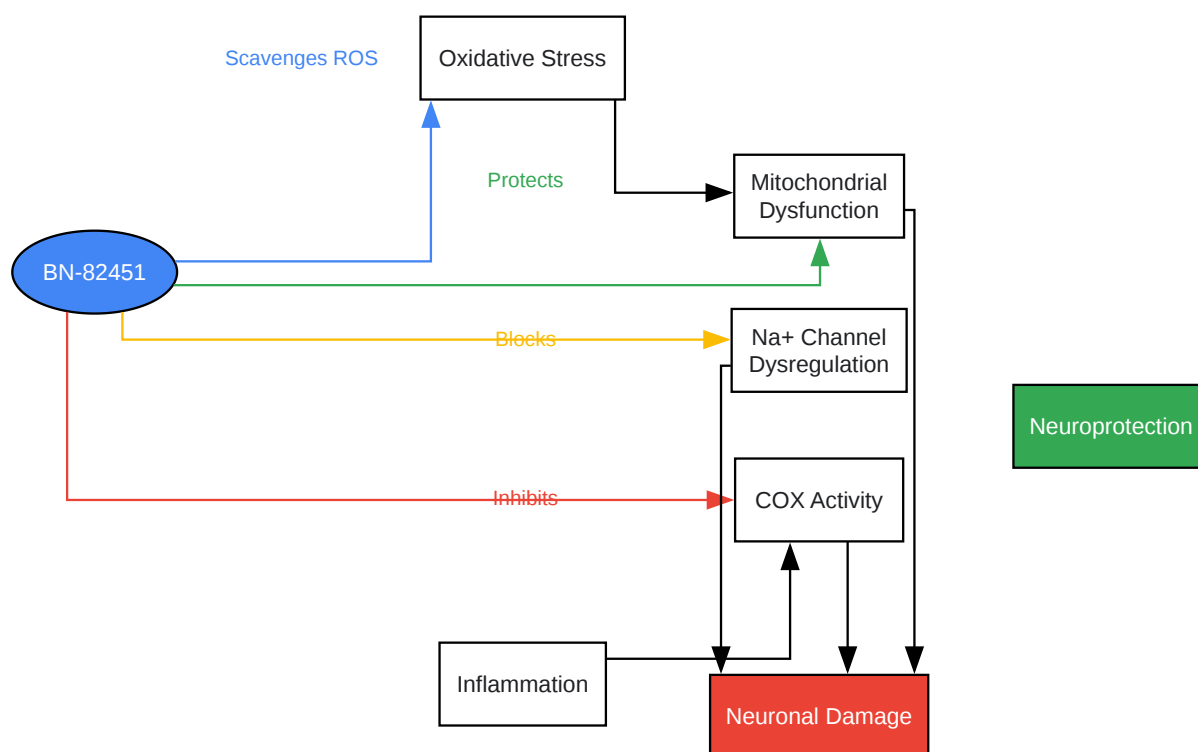 Oxidative Stress
Scavenges ROS
Protects
Mitochondrial
Dysfunction
BN-82451
Blocks
Na+ Channel
Dysregulation
Neuroprotection
Inhibits
COX Activity
Inflammation
Neuronal Damage